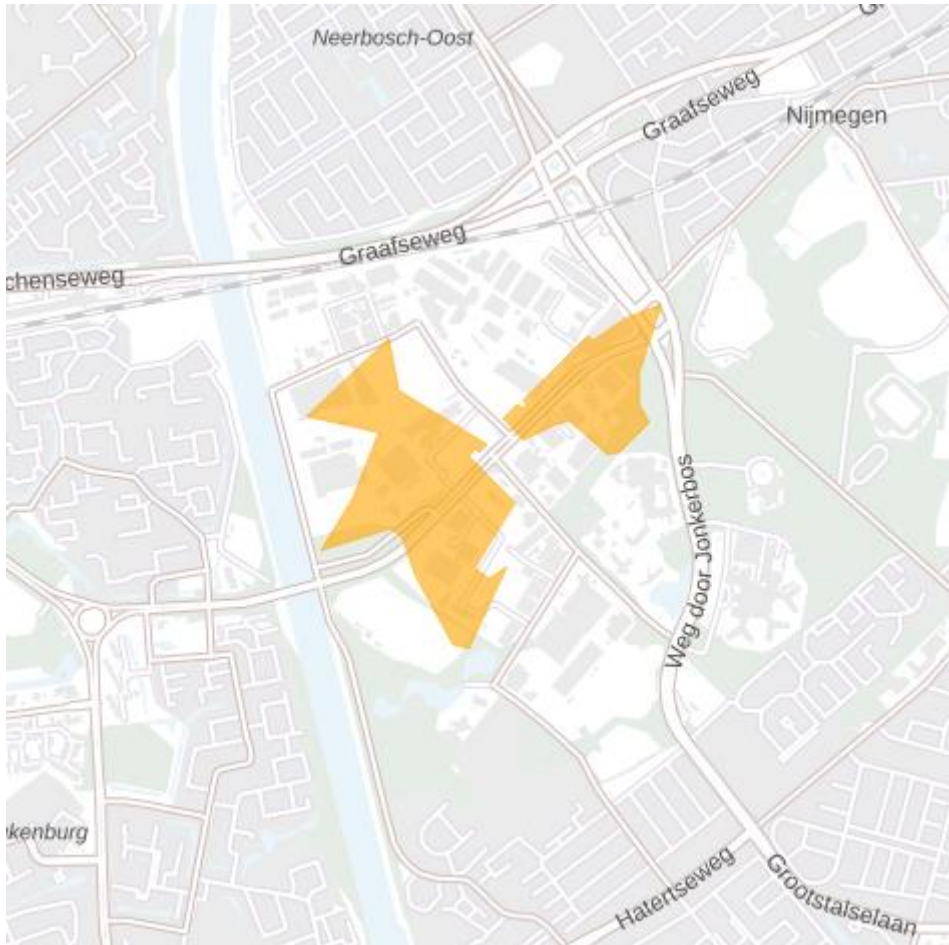 Neerbosch-Oost
Graafseweg
Nijmegen
Graafseweg
chenseweg
Weg door Jonkerbos
kenburg
Hatertseweg
Grootstalselaan